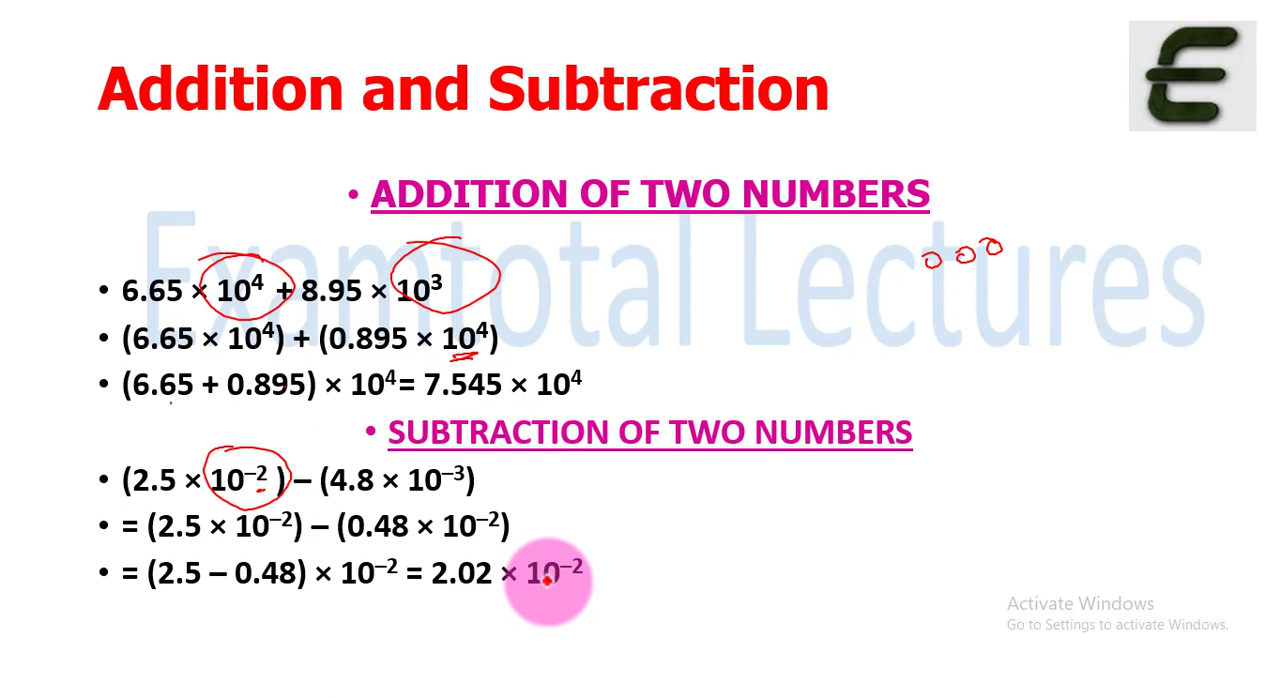 Addition and Subtraction
• ADDITION OF TWO NUMBERS
Examtotal Lectures
• 6.65 × 10⁴ + 8.95 × 10³
• (6.65 × 10⁴) + (0.895 × 10⁴)
• (6.65 + 0.895) × 10⁴ = 7.545 × 10⁴
• SUBTRACTION OF TWO NUMBERS
• (2.5 × 10⁻² ) – (4.8 × 10⁻³)
• = (2.5 × 10⁻²) – (0.48 × 10⁻²)
• = (2.5 – 0.48) × 10⁻² = 2.02 × 10⁻²
Activate Windows
Go to Settings to activate Windows.